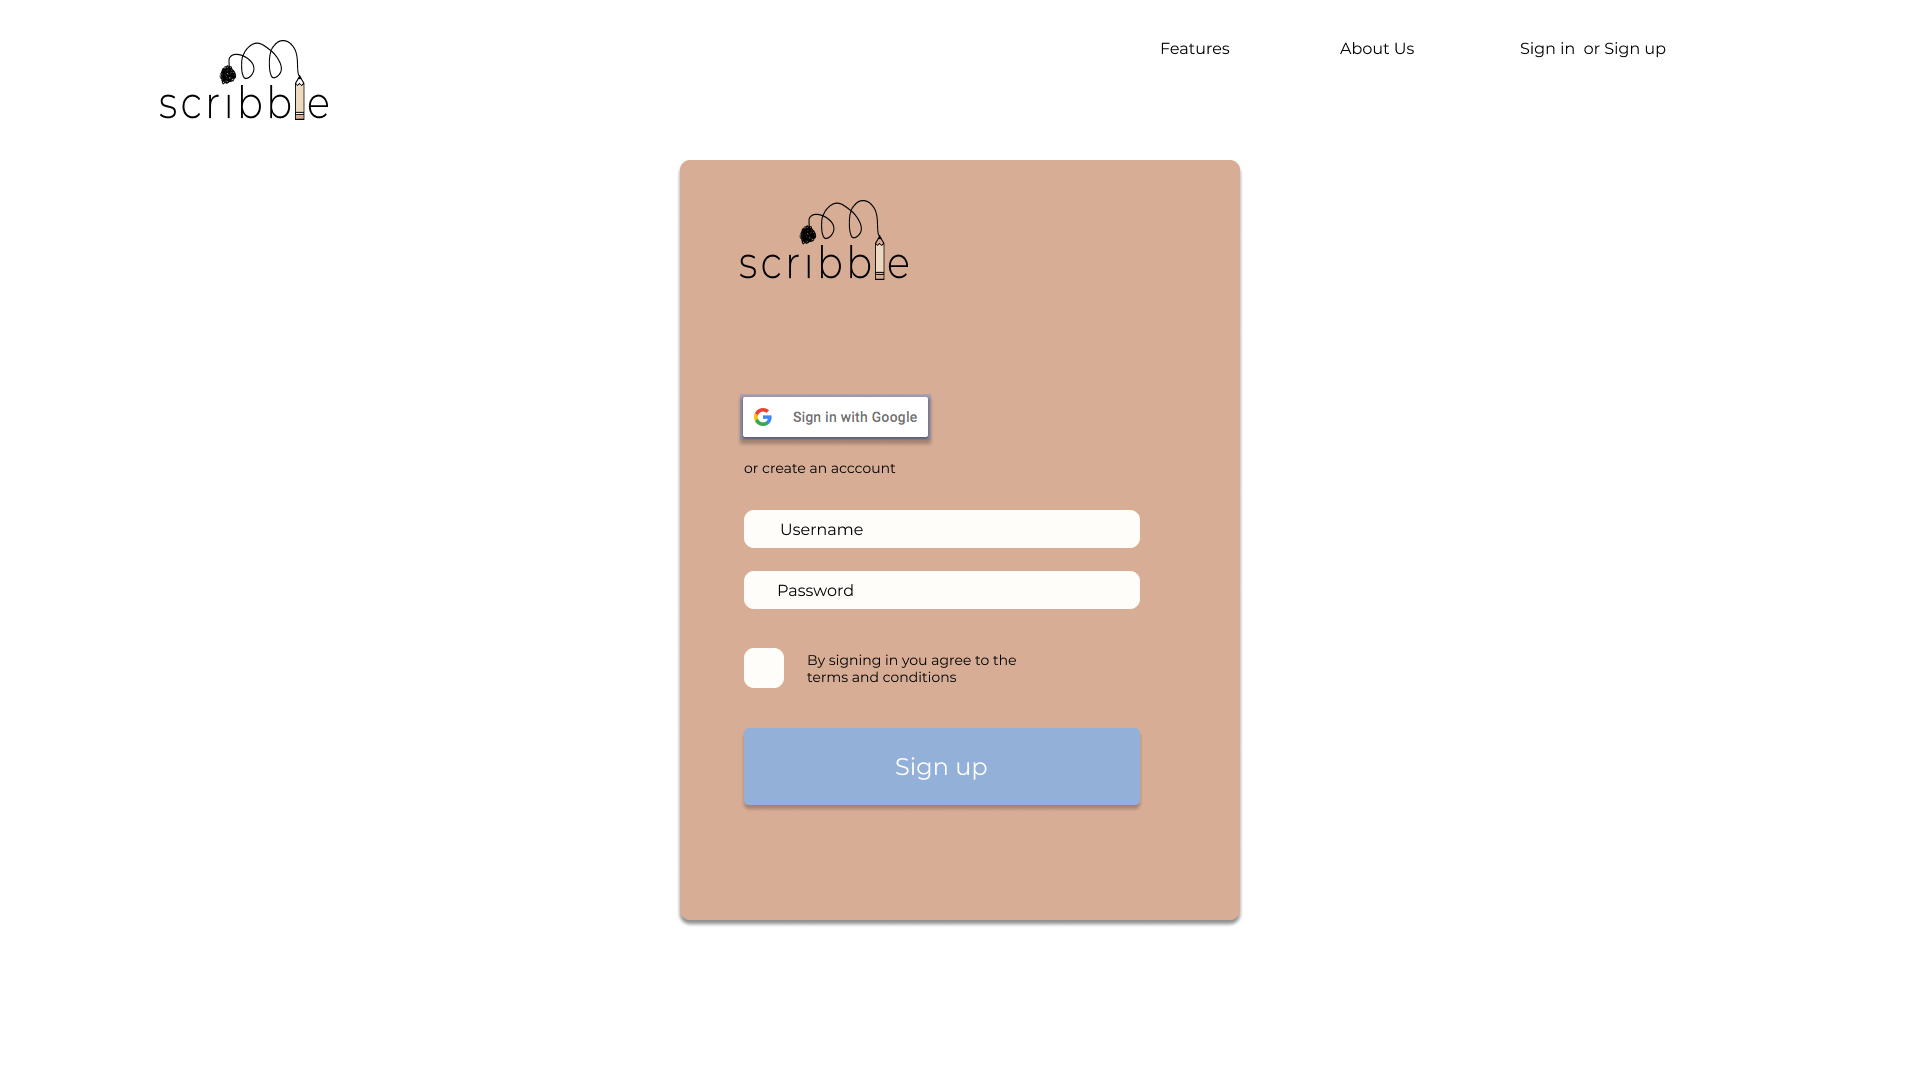 scribble
Features
About Us
Sign in or Sign up
scribble
Sign in with Google
or create an acccount
Username
Password
By signing in you agree to the
terms and conditions
Sign up